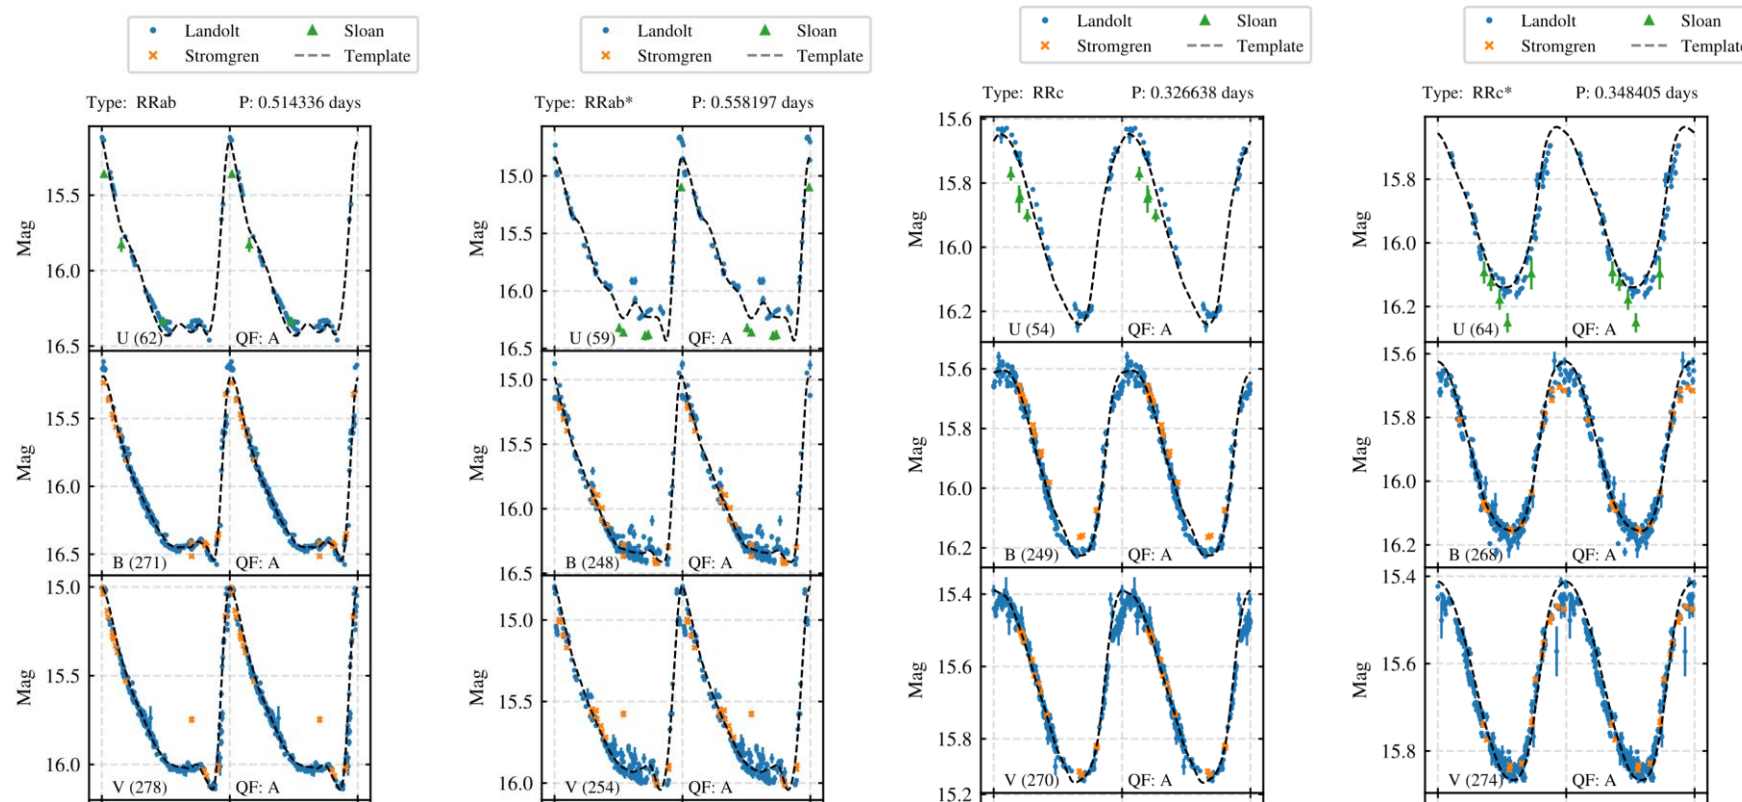 Landolt Sloan
Stromgren Template
Type: RRab P: 0.514336 days
Mag
15.5
16.0
16.5
U (62) QF: A
Mag
15.5
16.0
16.5
B (271) QF: A
Mag
15.0
15.5
16.0
V (278) QF: A
Landolt Sloan
Stromgren Template
Type: RRab* P: 0.558197 days
Mag
15.0
15.5
16.0
16.5
U (59) QF: A
Mag
15.0
15.5
16.0
16.5
B (248) QF: A
Mag
15.0
15.5
16.0
V (254) QF: A
Landolt Sloan
Stromgren Template
Type: RRc P: 0.326638 days
Mag
15.6
15.8
16.0
16.2
U (54) QF: A
Mag
15.6
15.8
16.0
16.2
B (249) QF: A
Mag
15.4
15.6
15.8
15.2
V (270) QF: A
Landolt Sloan
Stromgren Template
Type: RRc* P: 0.348405 days
Mag
15.8
16.0
16.2
U (64) QF: A
Mag
15.6
15.8
16.0
16.2
B (268) QF: A
Mag
15.4
15.6
15.8
V (274) QF: A